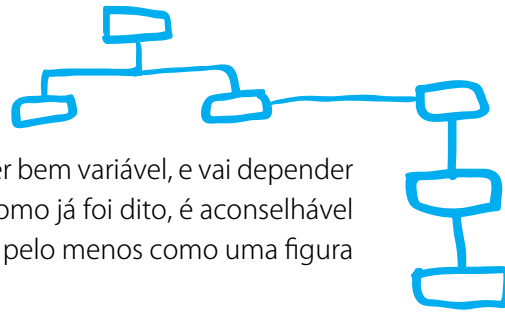 er bem variável, e vai depender
omo já foi dito, é aconselhável
pelo menos como uma figura